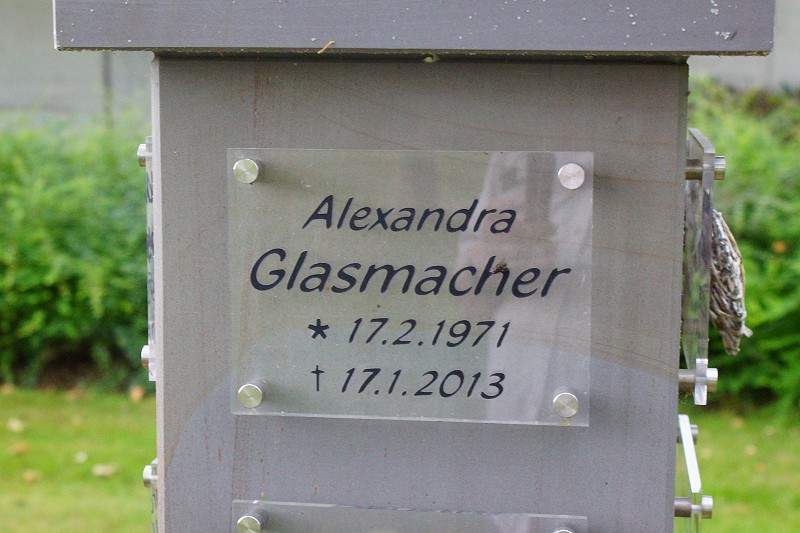 Alexandra
Glasmacher
* 17.2.1971
† 17.1.2013